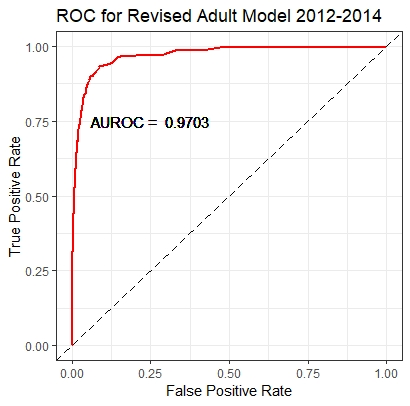 ROC for Revised Adult Model 2012-2014
1.00
0.75
AUROC = 0.9703
0.50
0.25
0.00
True Positive Rate
0.00 0.25 0.50 0.75 1.00
False Positive Rate